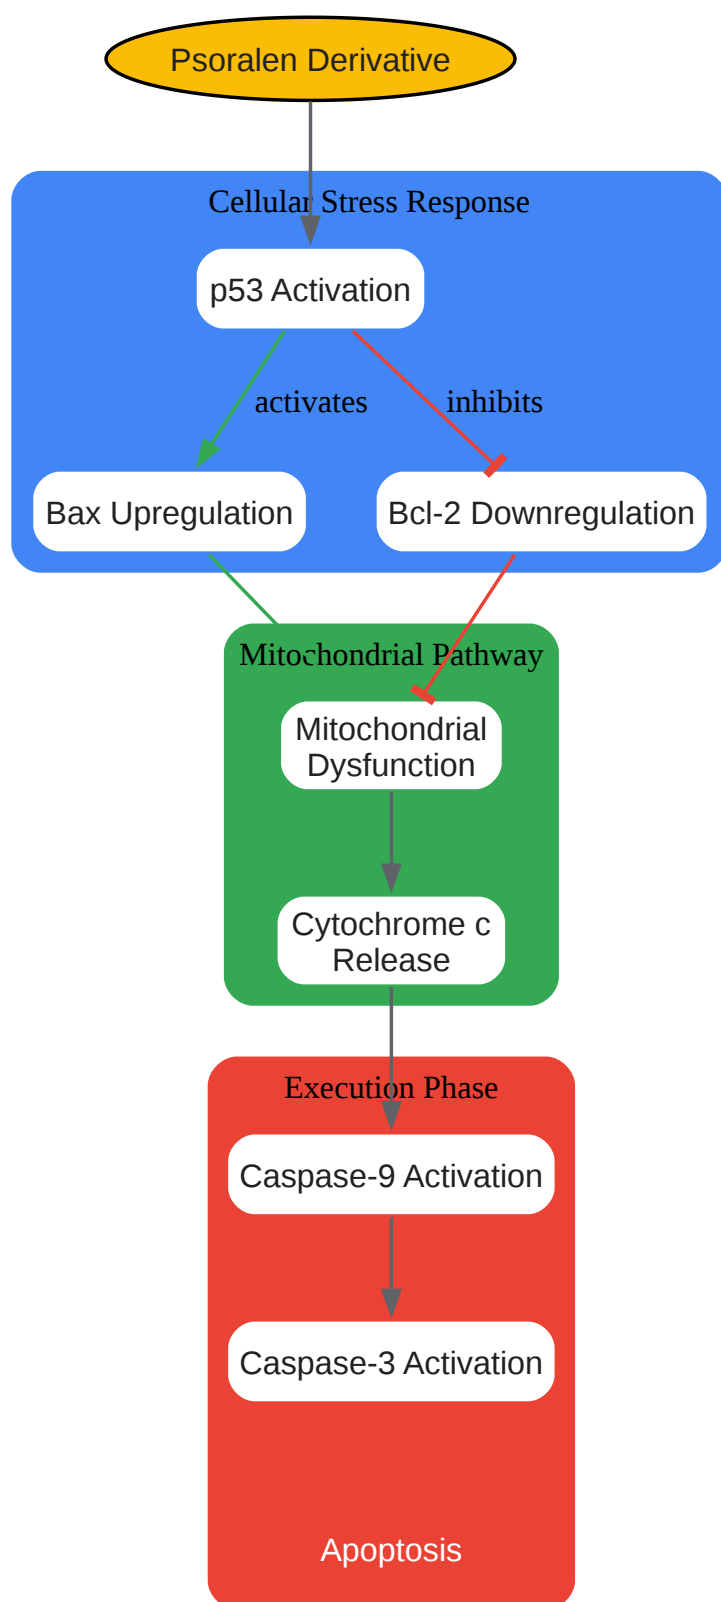 Psoralen Derivative
Cellular Stress Response
p53 Activation
activates
inhibits
Bax Upregulation
Bcl-2 Downregulation
Mitochondrial Pathway
Mitochondrial
Dysfunction
Cytochrome c
Release
Execution Phase
Caspase-9 Activation
Caspase-3 Activation
Apoptosis